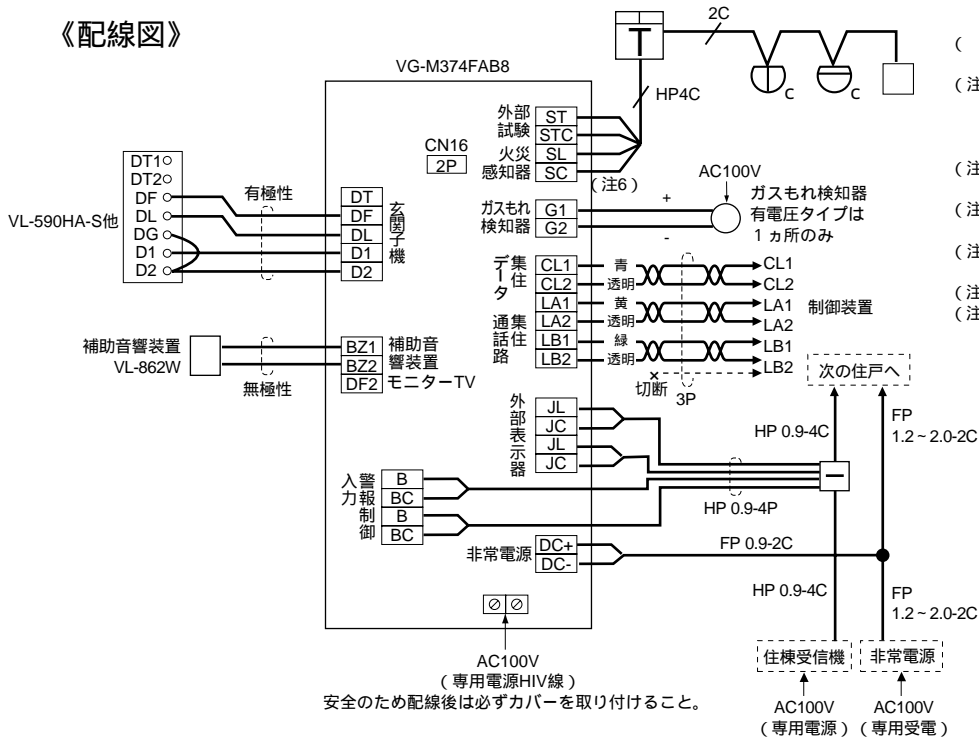 《配線図》
VG-M374FAB8
2C
C
C
HP4C
外部
試験
火災
感知器
ST
STC
SL
SC
(注6)
CN16
2P
DT1
DT2
DF
DL
DG
D1
D2
VL-590HA-S他
有極性
DT
DF
DL
D1
D2
玄関子機
ガスもれ
検知器
G1
G2
+
-
AC100V
ガスもれ検知器
有電圧タイプは
1ヵ所のみ
集住
データ
CL1
CL2
LA1
LA2
LB1
LB2
集住
通話路
青
透明
黄
透明
緑
透明
CL1
CL2
LA1
LA2
LB1
LB2
制御装置
切断
3P
補助音響装置
VL-862W
無極性
BZ1
BZ2
DF2
補助音
響装置
モニターTV
次の住戸へ
外部表示器
JL
JC
JL
JC
HP 0.9-4C
FP
1.2~2.0-2C
HP 0.9-4P
警報制御
入力
B
BC
B
BC
非常電源
DC+
DC-
FP 0.9-2C
HP 0.9-4C
FP
1.2~2.0-2C
住棟受信機
非常電源
AC100V
(専用電源)
AC100V
(専用受電)
AC100V
(専用電源HIV線)
安全のため配線後は必ずカバーを取り付けること。
(
(注
(注
(注
(注
(注
(注